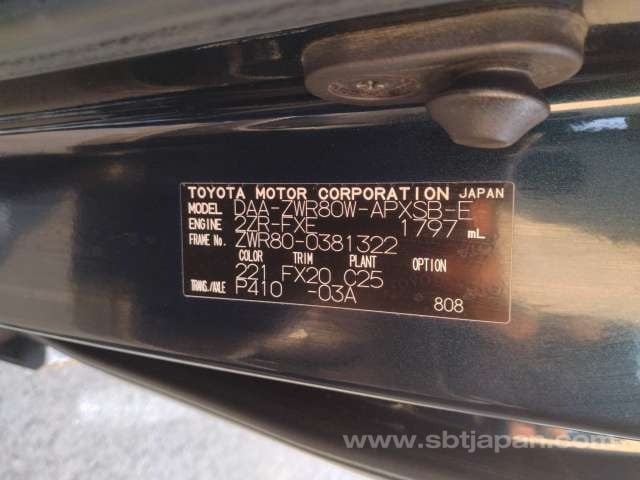 TOYOTA MOTOR CORPORATION JAPAN
MODEL DAA-ZWR80W-APXSB-E
ENGINE 2ZR-FXE 1797 mL
FRAME No. ZWR80-0381322
COLOR TRIM PLANT OPTION
221 FX20 C25
TRANS./AXLE P410 -03A
808
www.sbtjapan.com